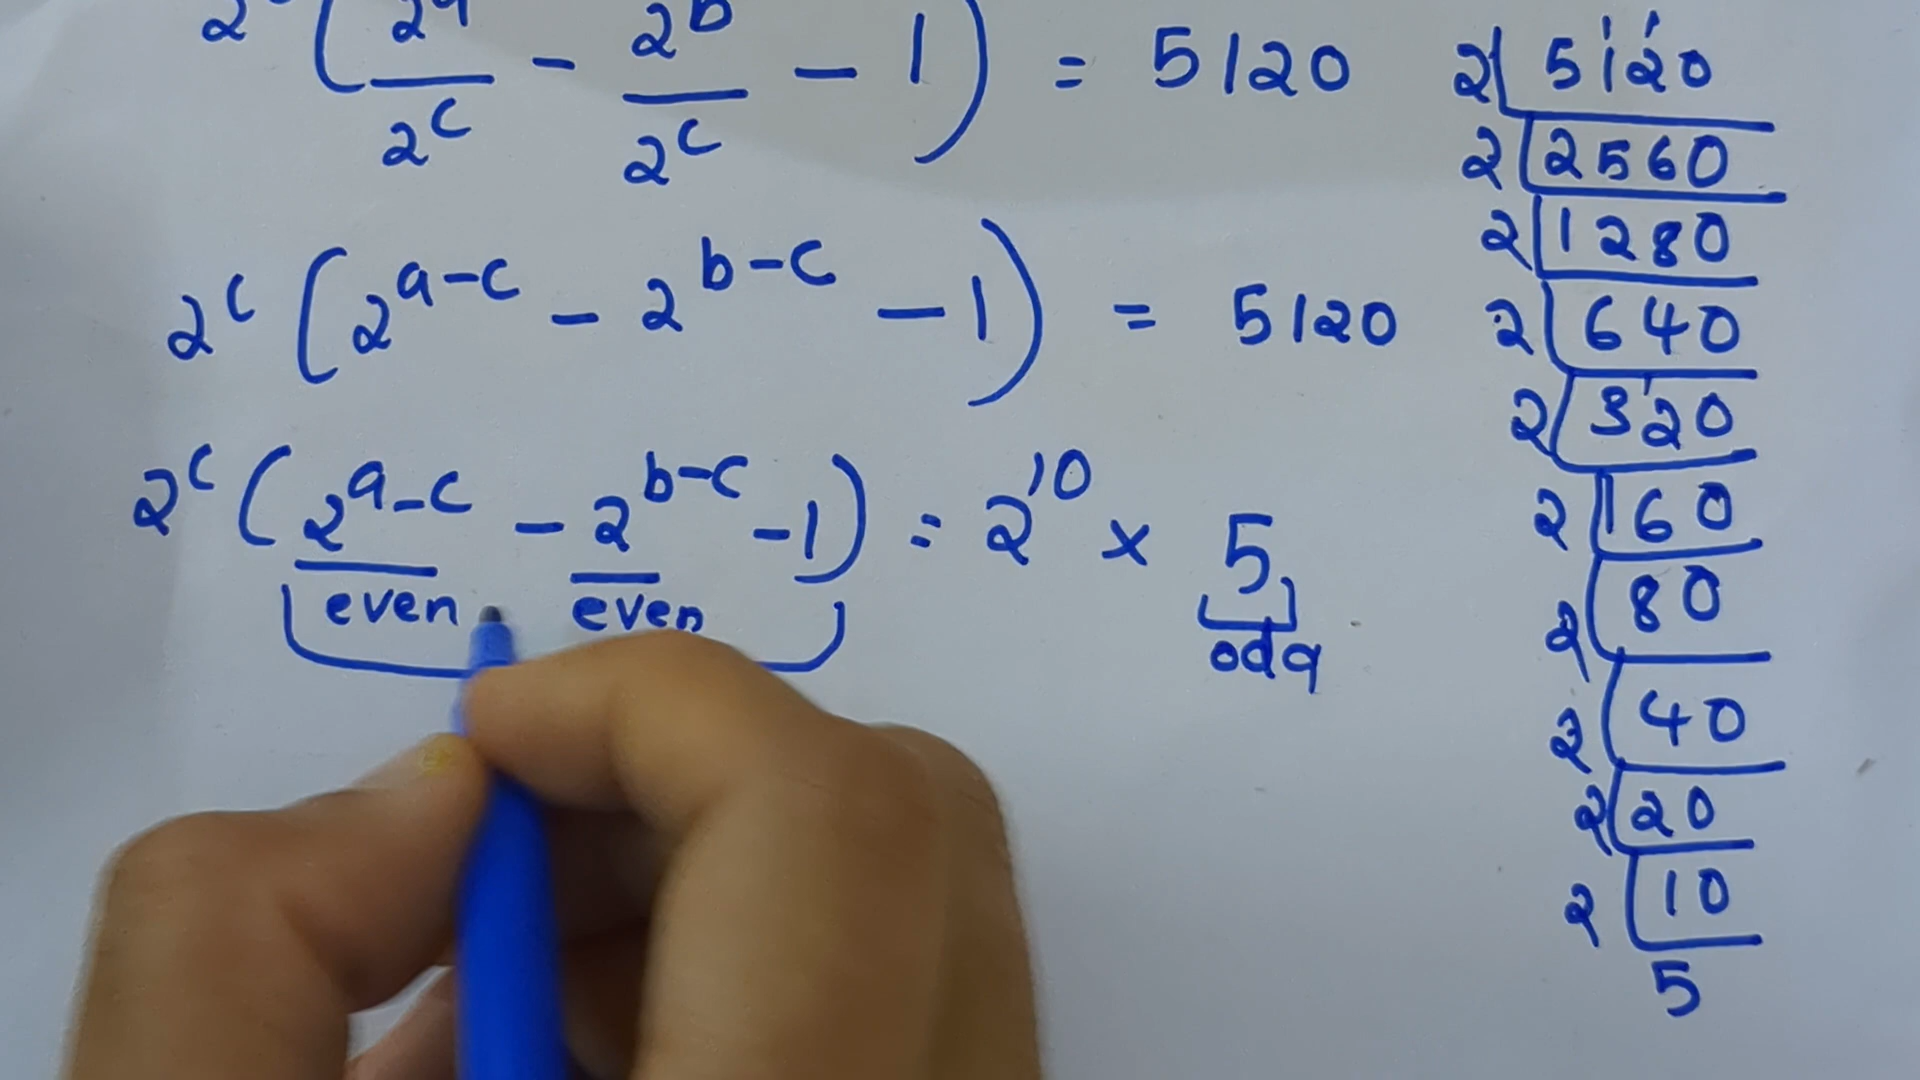 2^c ( 2^a/2^c - 2^b/2^c - 1 ) = 5120
2^c ( 2^(a-c) - 2^(b-c) - 1 ) = 5120
2^c ( 2^(a-c) - 2^(b-c) - 1 ) = 2^10 × 5
even even odd
2 | 5120
2 | 2560
2 | 1280
2 | 640
2 | 320
2 | 160
2 | 80
2 | 40
2 | 20
2 | 10
5